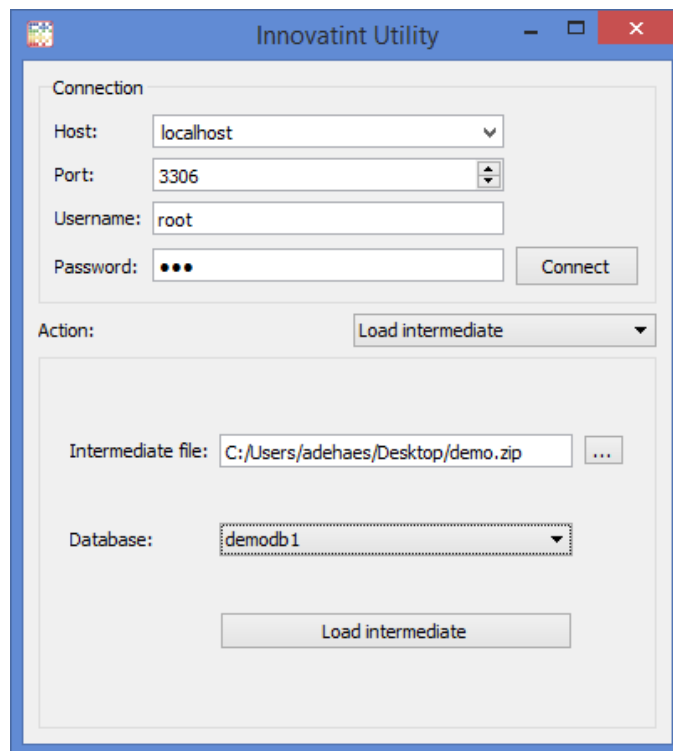 Innovatint Utility
Connection
Host: localhost
Port: 3306
Username: root
Password: ●●● Connect
Action: Load intermediate
Intermediate file: C:/Users/adehaes/Desktop/demo.zip ...
Database: demodb1
Load intermediate